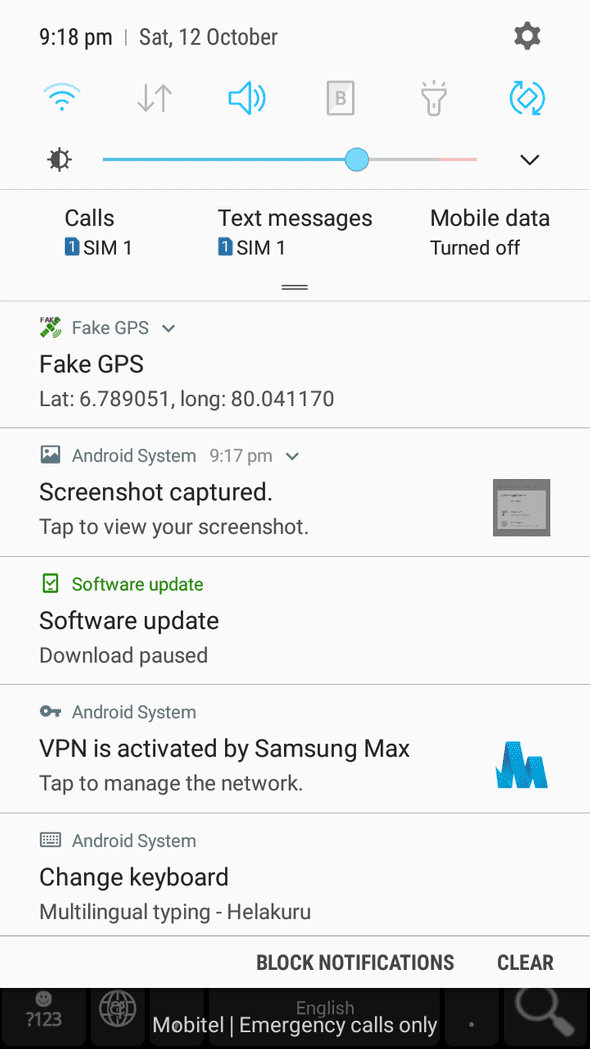 9:18 pm | Sat, 12 October
B
Calls
1 SIM 1
Text messages
1 SIM 1
Mobile data
Turned off
FAKE
Fake GPS
Fake GPS
Lat: 6.789051, long: 80.041170
Android System 9:17 pm
Screenshot captured.
Tap to view your screenshot.
Software update
Software update
Download paused
Android System
VPN is activated by Samsung Max
Tap to manage the network.
Android System
Change keyboard
Multilingual typing - Helakuru
BLOCK NOTIFICATIONS CLEAR
?123
English
Mobitel | Emergency calls only